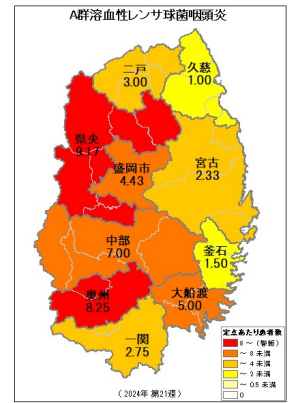 A群溶血性レンサ球菌咽頭炎
二戸
3.00
久慈
1.00
県央
9.17
盛岡市
4.43
宮古
2.33
中部
7.00
釜石
1.50
奥州
8.25
大船渡
5.00
一関
2.75
定点あたり患者数
8～（警報）
～8未満
～4
～2未満
～0.5未満
（2024年 第21週）